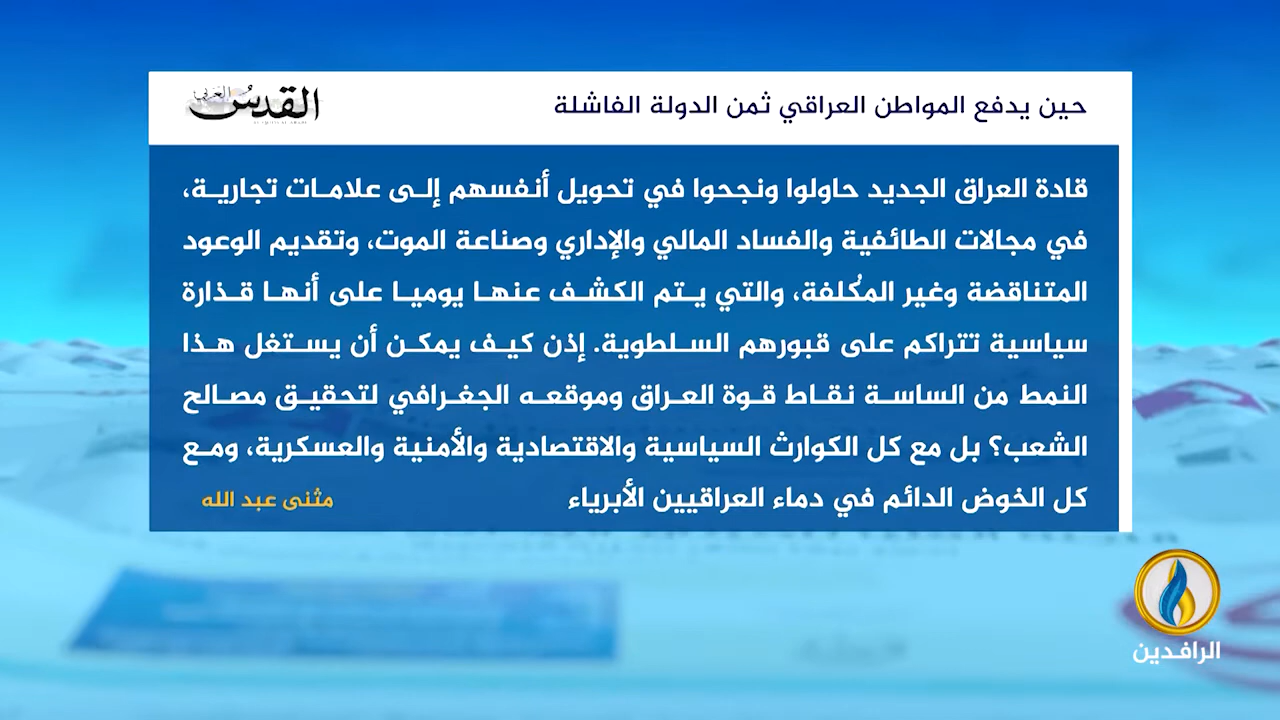 حين يدفع المواطن العراقي ثمن الدولة الفاشلة
القدس العربي
قادة العراق الجديد حاولوا ونجحوا في تحويل أنفسهم إلى علامات تجارية،
في مجالات الطائفية والفساد المالي والإداري وصناعة الموت، وتقديم الوعود
المتناقضة وغير المُكلفة، والتي يتم الكشف عنها يوميا على أنها قذارة
سياسية تتراكم على قبورهم السلطوية. إذن كيف يمكن أن يستغل هذا
النمط من الساسة نقاط قوة العراق وموقعه الجغرافي لتحقيق مصالح
الشعب؟ بل مع كل الكوارث السياسية والاقتصادية والأمنية والعسكرية، ومع
كل الخوض الدائم في دماء العراقيين الأبرياء
مثنى عبد الله
الرافدين